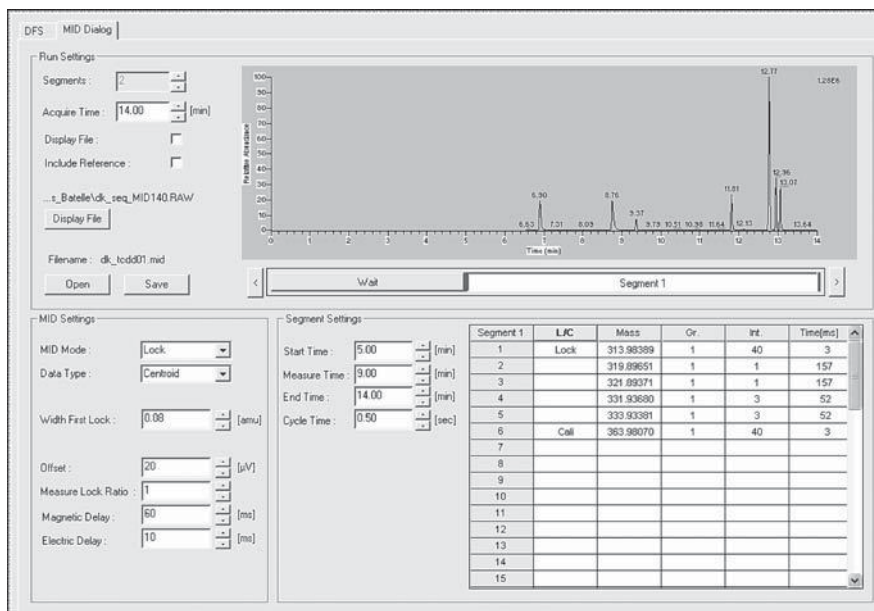 DFS MID Dialog
Run Settings
Segments : 2
Acquire Time : 14.00 [min]
Display File :
Include Reference :
...s_Batelle\dk_seq_MID140.RAW
Display File
Filename : dk_tcdd01.mid
Open Save
Relative Abundance
100
90
80
70
60
50
40
30
20
10
0
12.77 1.28E6
12.96
13.07
6.90 8.76 11.81
9.37
6.63 7.31 8.09 9.79 10.51 10.98 11.64 12.13 13.64
0 1 2 3 4 5 6 7 8 9 10 11 12 13 14
Time [min]
< Wait Segment 1 >
MID Settings
MID Mode : Lock
Data Type : Centroid
Width First Lock : 0.08 [amu]
Offset : 20 [µV]
Measure Lock Ratio : 1
Magnetic Delay : 60 [ms]
Electric Delay : 10 [ms]
Segment Settings
Start Time : 5.00 [min]
Measure Time : 9.00 [min]
End Time : 14.00 [min]
Cycle Time : 0.50 [sec]
Segment 1 L/C Mass Gr. Int. Time[ms]
1 Lock 313.98389 1 40 3
2 319.89651 1 1 157
3 321.89371 1 1 157
4 331.93680 1 3 52
5 333.93381 1 3 52
6 Cali 363.98070 1 40 3
7
8
9
10
11
12
13
14
15